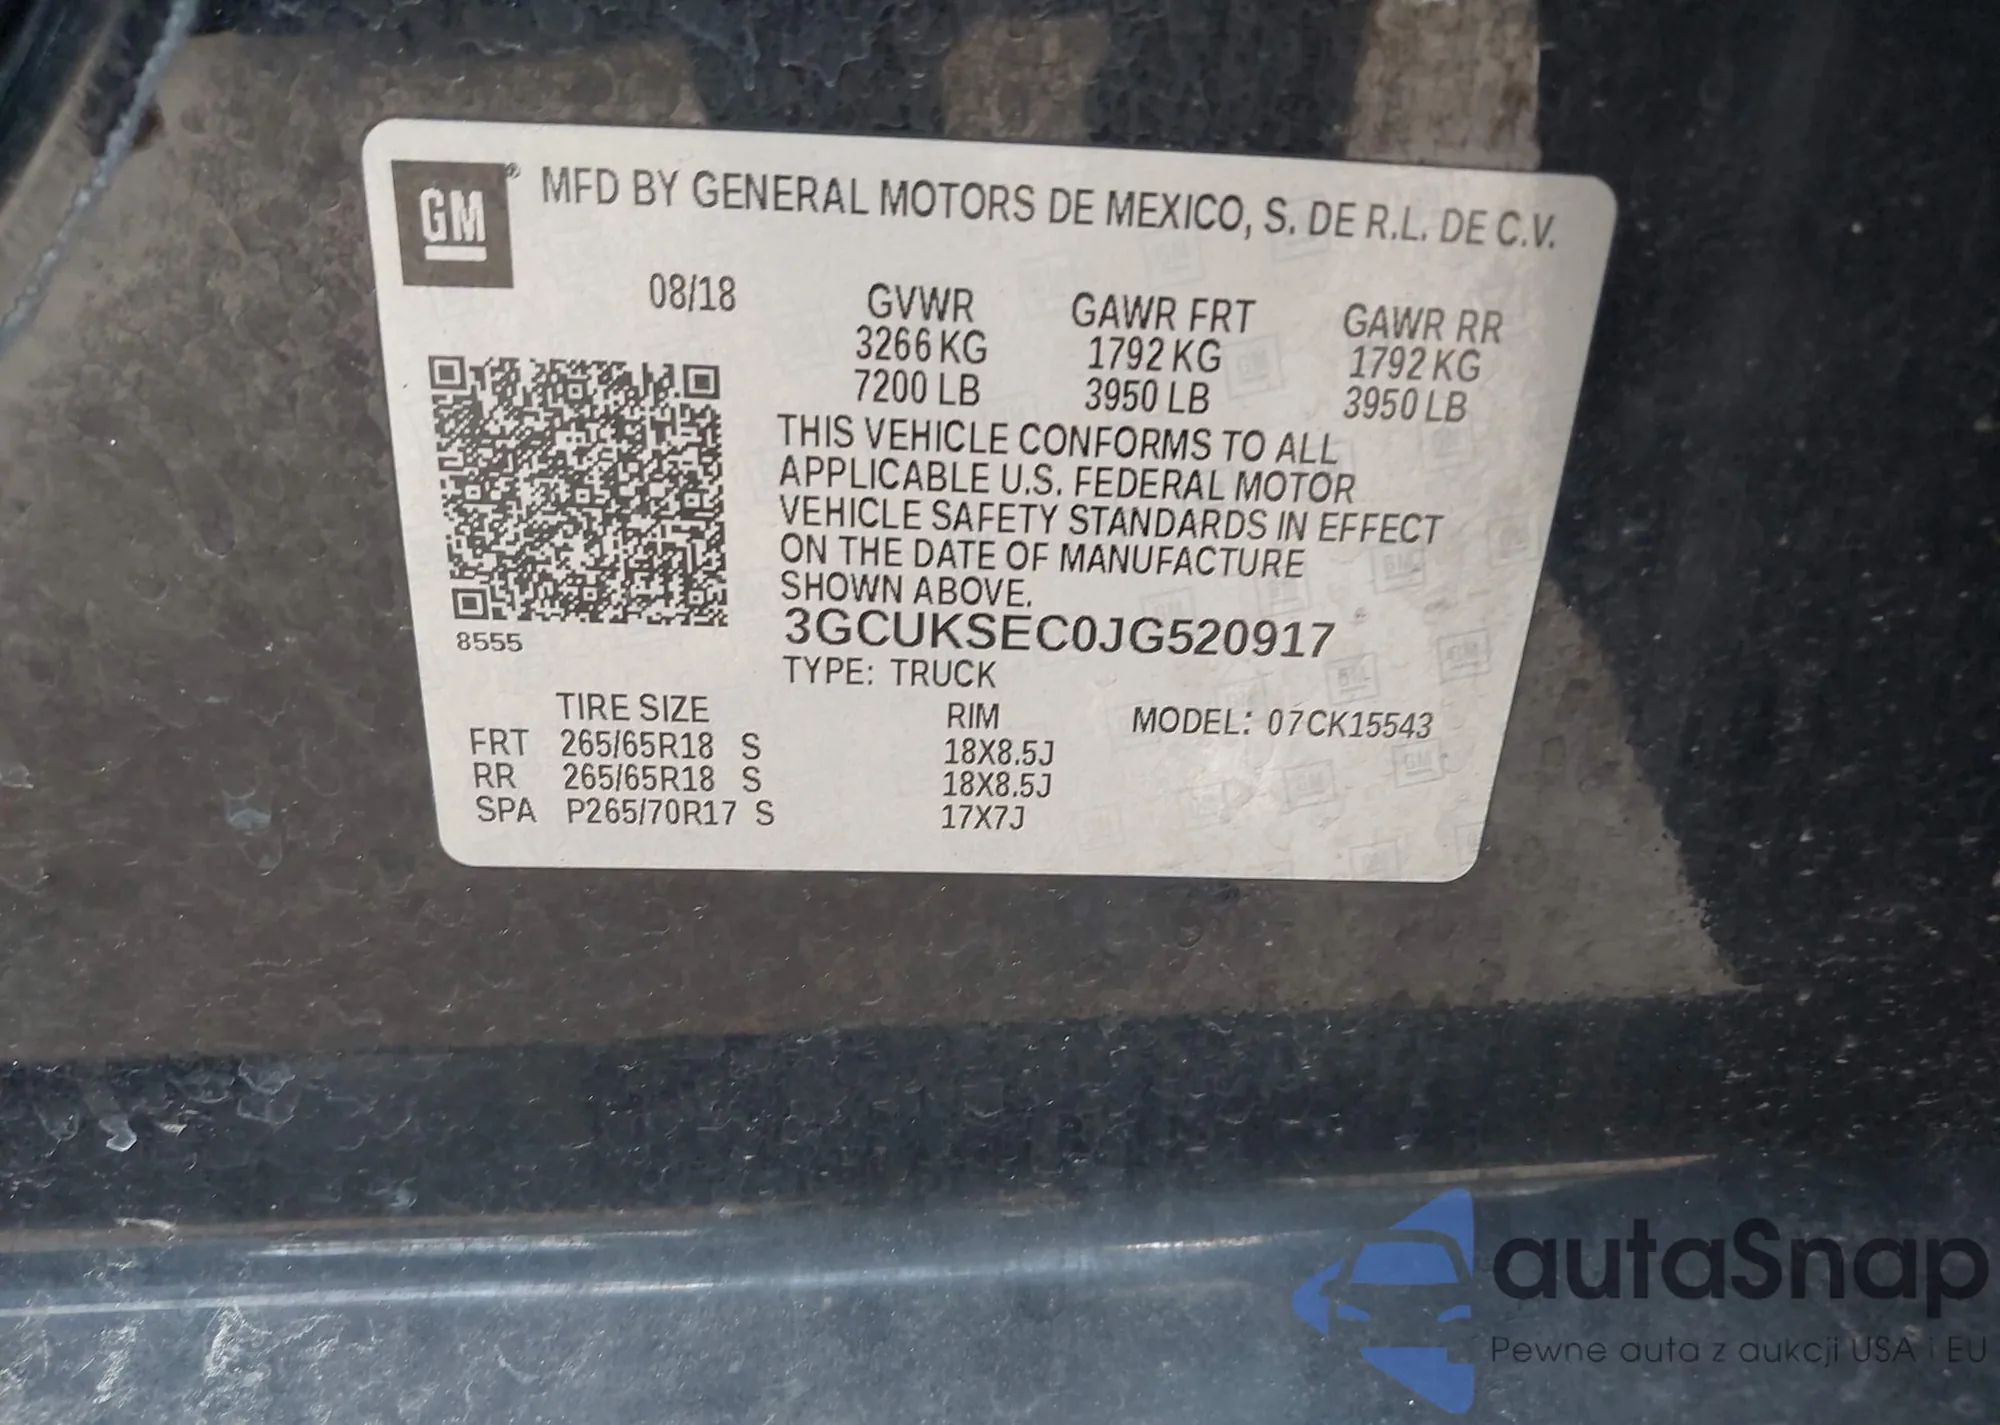 GM® MFD BY GENERAL MOTORS DE MEXICO, S. DE R.L. DE C.V.
08/18 GVWR GAWR FRT GAWR RR
3266 KG 1792 KG 1792 KG
7200 LB 3950 LB 3950 LB
THIS VEHICLE CONFORMS TO ALL
APPLICABLE U.S. FEDERAL MOTOR
VEHICLE SAFETY STANDARDS IN EFFECT
ON THE DATE OF MANUFACTURE
SHOWN ABOVE.
8555 3GCUKSEC0JG520917
TYPE: TRUCK
TIRE SIZE RIM MODEL: 07CK15543
FRT 265/65R18 S 18X8.5J
RR 265/65R18 S 18X8.5J
SPA P265/70R17 S 17X7J
autaSnap
Pewne auta z aukcji USA i EU